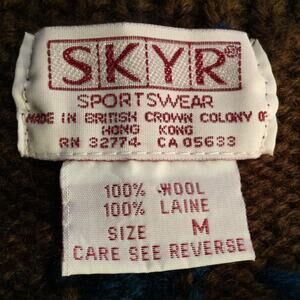 SKYR®
SPORTSWEAR
MADE IN BRITISH CROWN COLONY OF
HONG KONG
RN 32774 CA 05633
100% WOOL
100% LAINE
SIZE M
CARE SEE REVERSE